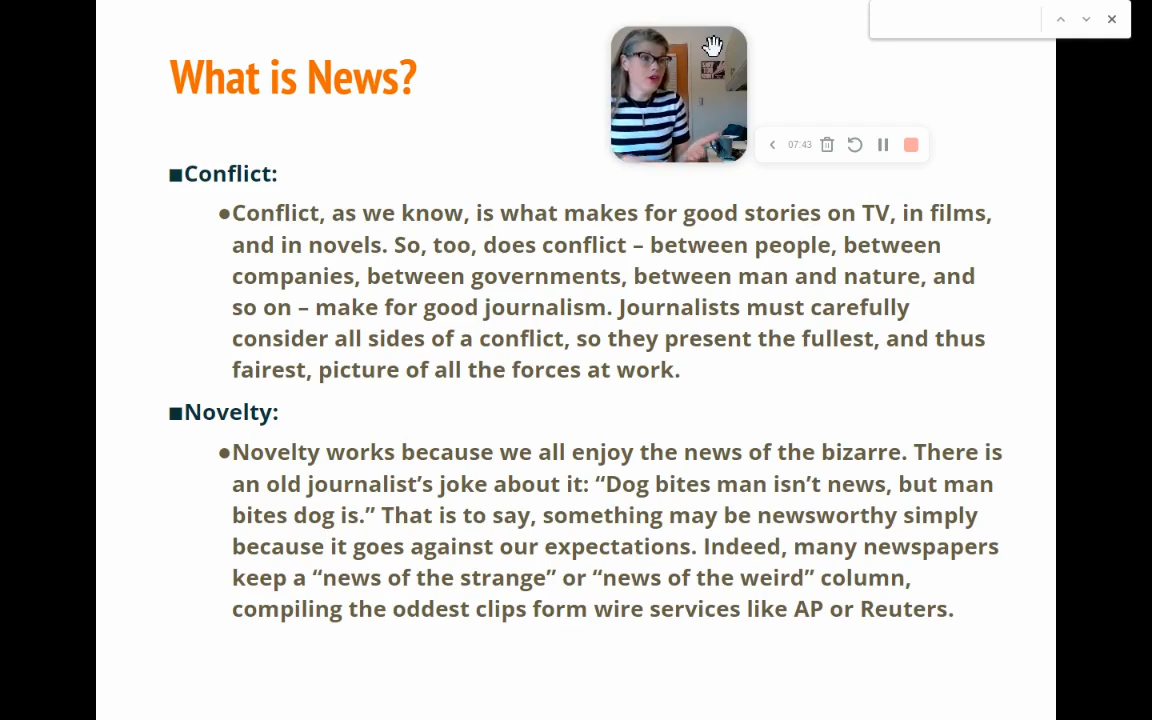 What is News?
07:43
■Conflict:
●Conflict, as we know, is what makes for good stories on TV, in films,
and in novels. So, too, does conflict – between people, between
companies, between governments, between man and nature, and
so on – make for good journalism. Journalists must carefully
consider all sides of a conflict, so they present the fullest, and thus
fairest, picture of all the forces at work.
■Novelty:
●Novelty works because we all enjoy the news of the bizarre. There is
an old journalist’s joke about it: “Dog bites man isn’t news, but man
bites dog is.” That is to say, something may be newsworthy simply
because it goes against our expectations. Indeed, many newspapers
keep a “news of the strange” or “news of the weird” column,
compiling the oddest clips form wire services like AP or Reuters.